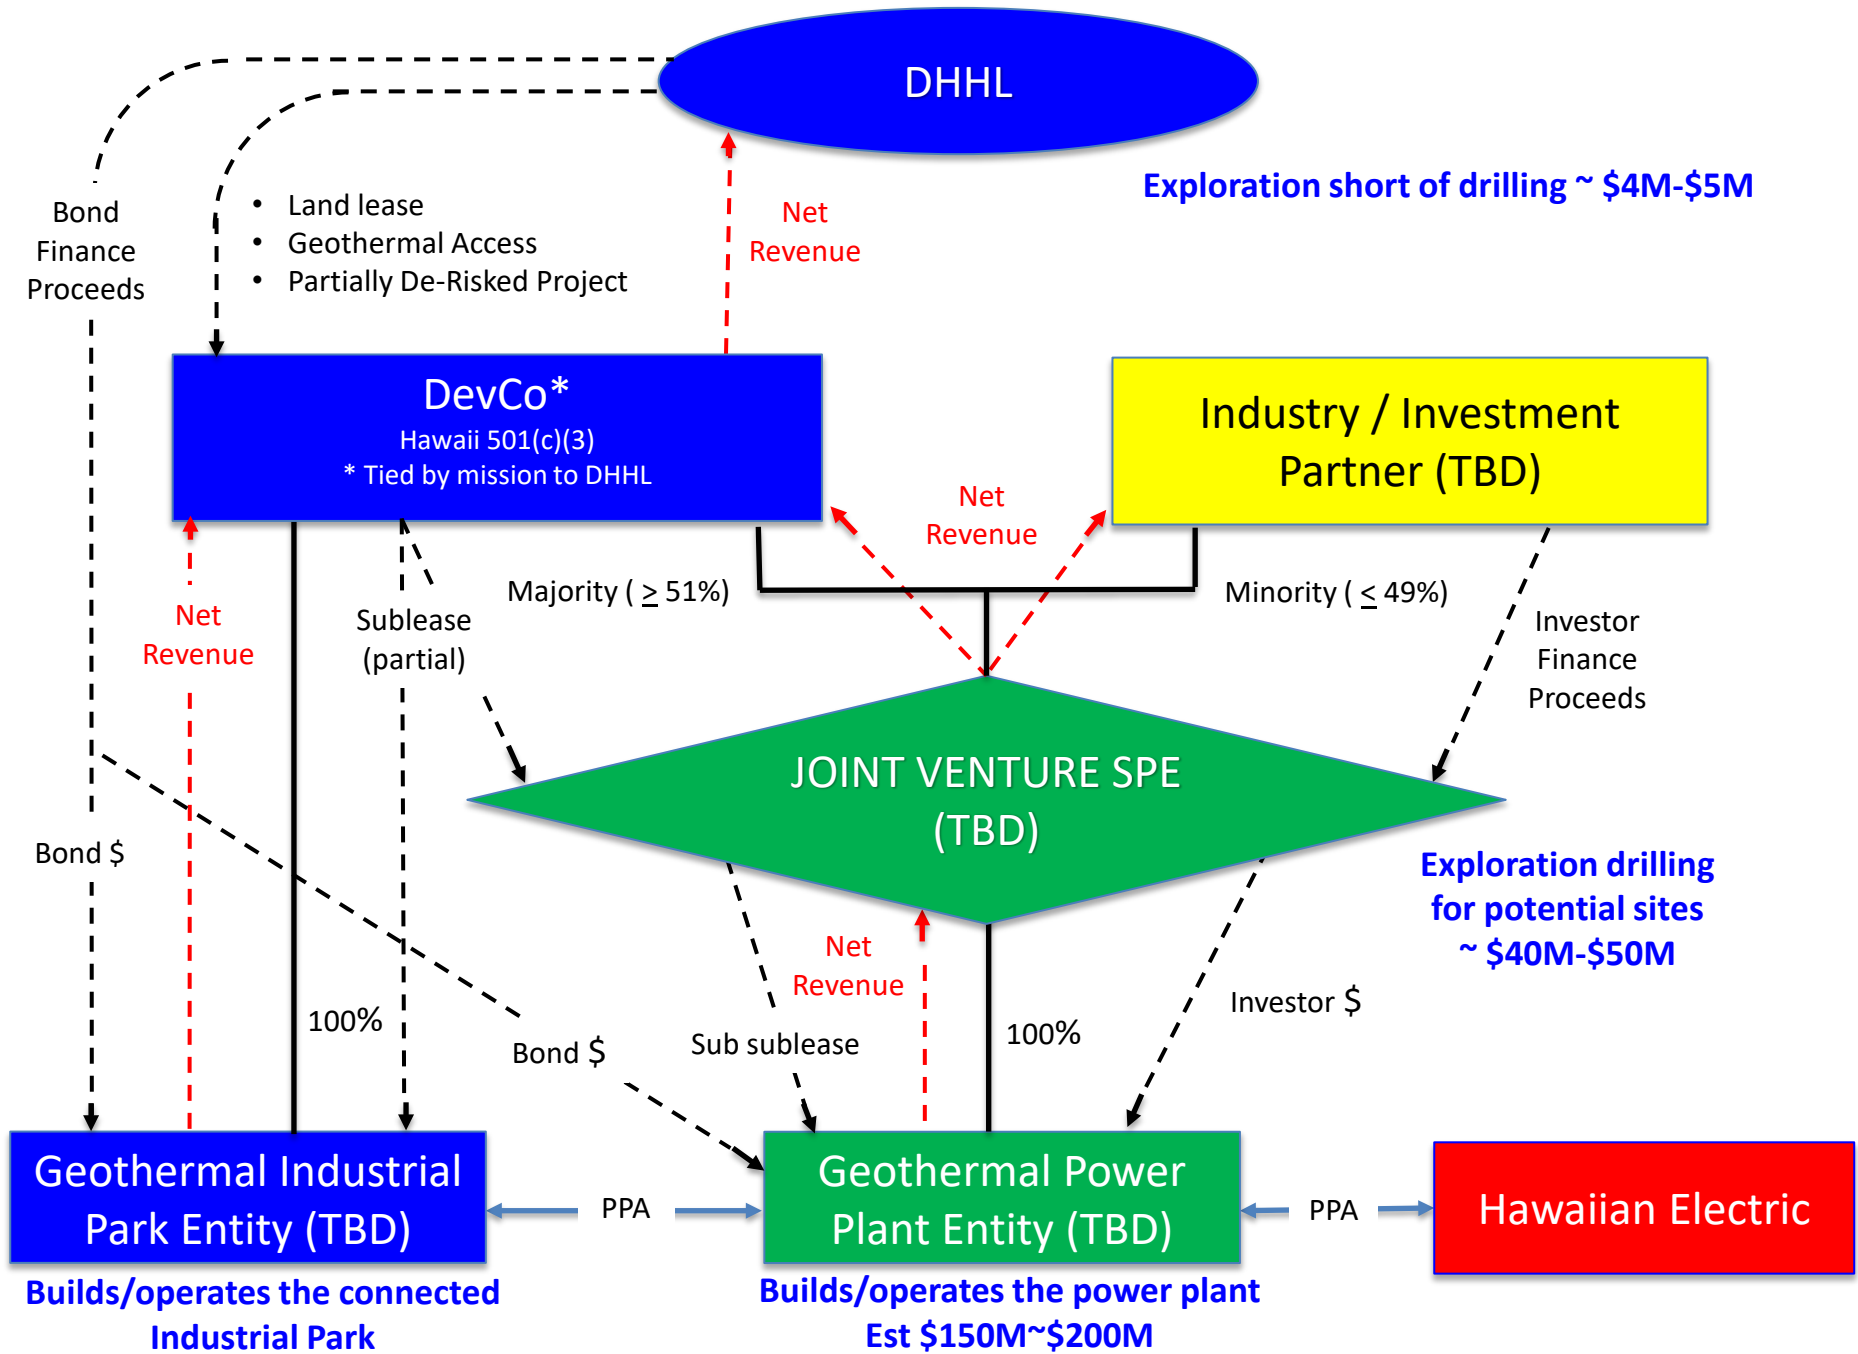 DHHL
Exploration short of drilling ~ $4M-$5M
Bond
Finance
Proceeds
• Land lease
• Geothermal Access
• Partially De-Risked Project
Net
Revenue
DevCo*
Hawaii 501(c)(3)
* Tied by mission to DHHL
Industry / Investment
Partner (TBD)
Net
Revenue
Majority ( ≥ 51%)
Minority ( ≤ 49%)
Net
Revenue
Sublease
(partial)
Investor
Finance
Proceeds
JOINT VENTURE SPE
(TBD)
Bond $
Exploration drilling
for potential sites
~ $40M-$50M
Net
Revenue
Investor $
100%
Bond $
Sub sublease
100%
Geothermal Industrial
Park Entity (TBD)
PPA
Geothermal Power
Plant Entity (TBD)
PPA
Hawaiian Electric
Builds/operates the connected
Industrial Park
Builds/operates the power plant
Est $150M~$200M